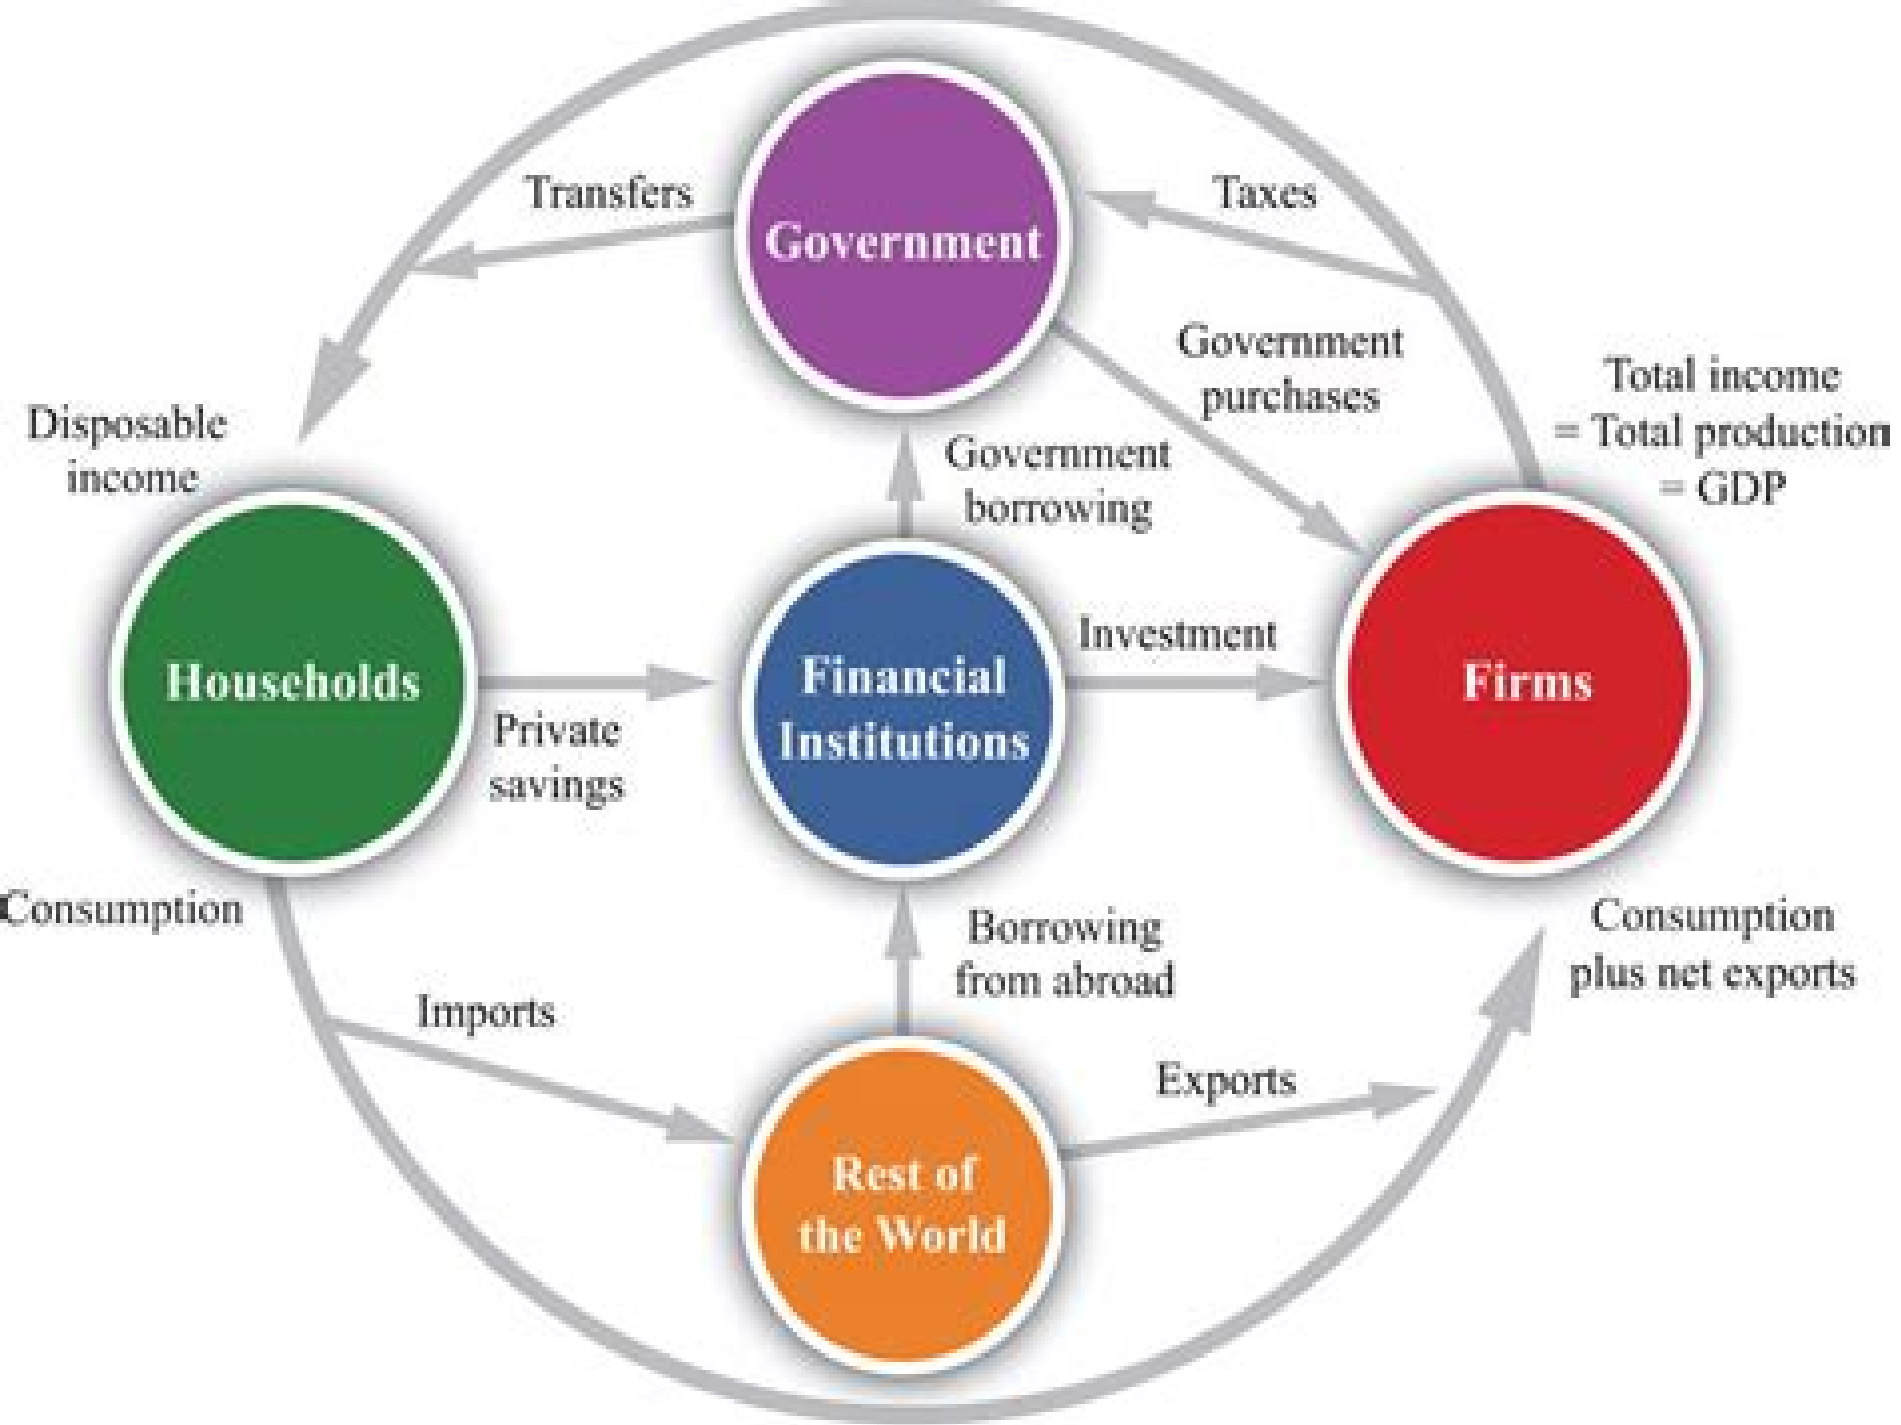 Transfers
Taxes
Government
Government
purchases
Total income
= Total production
= GDP
Disposable
income
Government
borrowing
Households
Private
savings
Financial
Institutions
Investment
Firms
Consumption
Borrowing
from abroad
Consumption
plus net exports
Imports
Exports
Rest of
the World